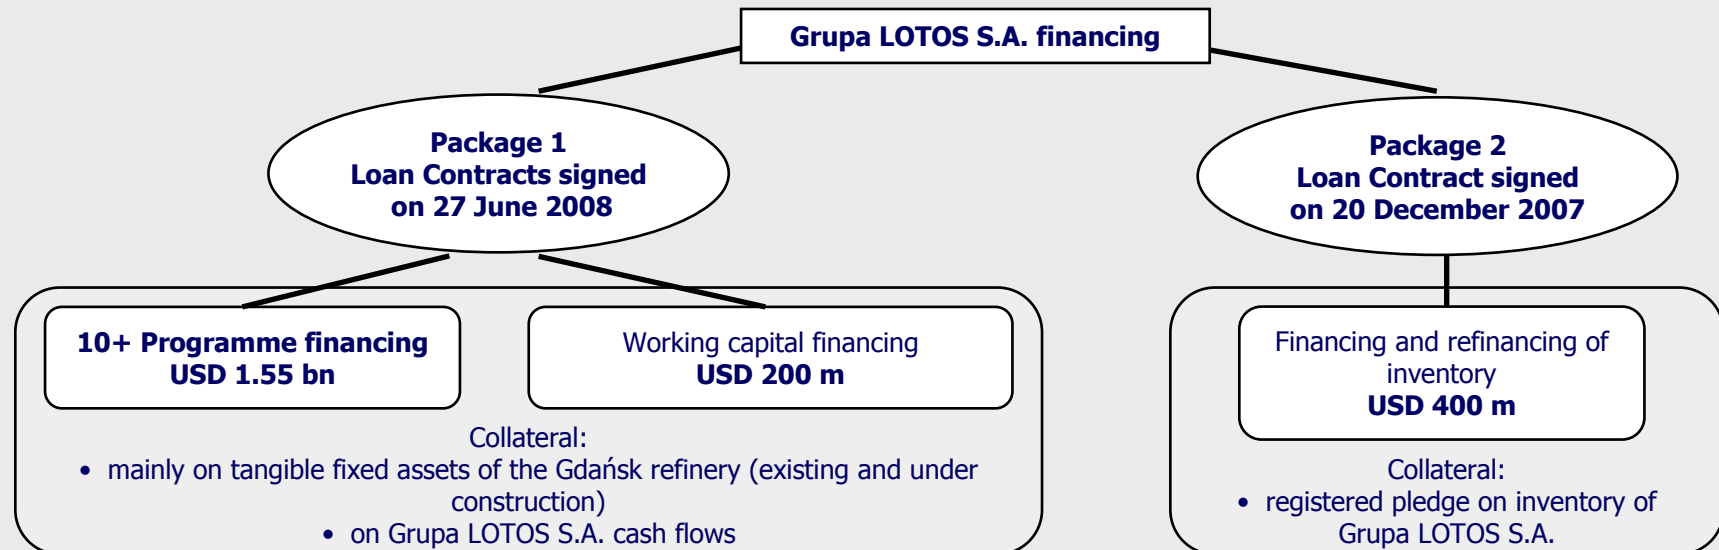 Grupa LOTOS S.A. financing
Package 1
Loan Contracts signed
on 27 June 2008
Package 2
Loan Contract signed
on 20 December 2007
10+ Programme financing
USD 1.55 bn
Working capital financing
USD 200 m
Collateral:
• mainly on tangible fixed assets of the Gdańsk refinery (existing and under
construction)
• on Grupa LOTOS S.A. cash flows
Financing and refinancing of
inventory
USD 400 m
Collateral:
• registered pledge on inventory of
Grupa LOTOS S.A.